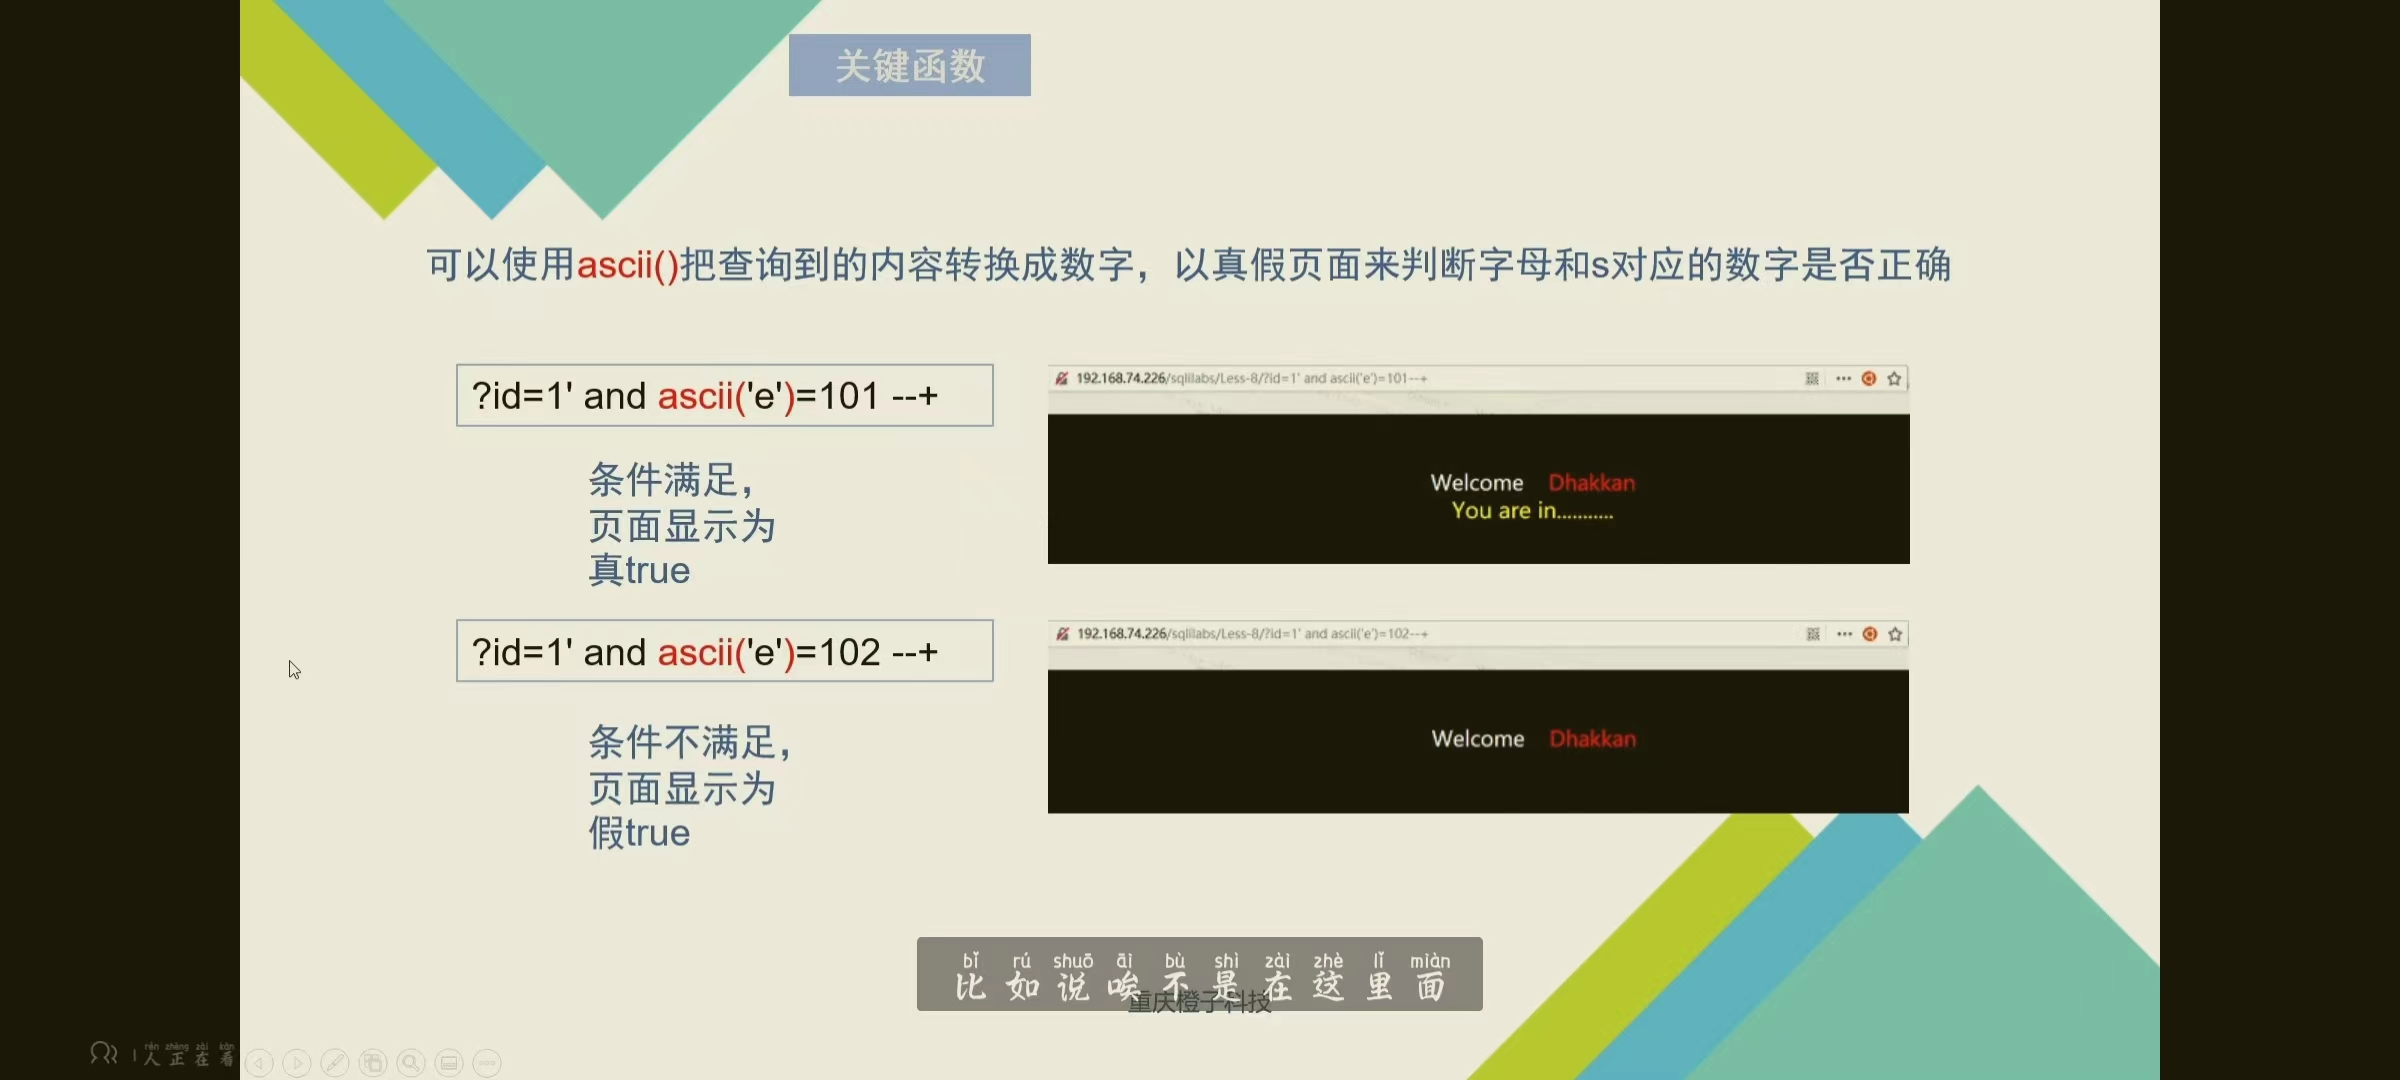 关键函数
可以使用ascii()把查询到的内容转换成数字，以真假页面来判断字母和s对应的数字是否正确
?id=1' and ascii('e')=101 --+
条件满足，
页面显示为
真true
192.168.74.226/sqlilabs/Less-8/?id=1' and ascii('e')=101--+
Welcome Dhakkan
You are in...........
?id=1' and ascii('e')=102 --+
条件不满足，
页面显示为
假true
192.168.74.226/sqlilabs/Less-8/?id=1' and ascii('e')=102--+
Welcome Dhakkan
bǐ rú shuō āi bù shì zài zhè lǐ miàn
比如说唉不是在这里面
重庆橙子科技
rén zhèng zài kàn
人正在看